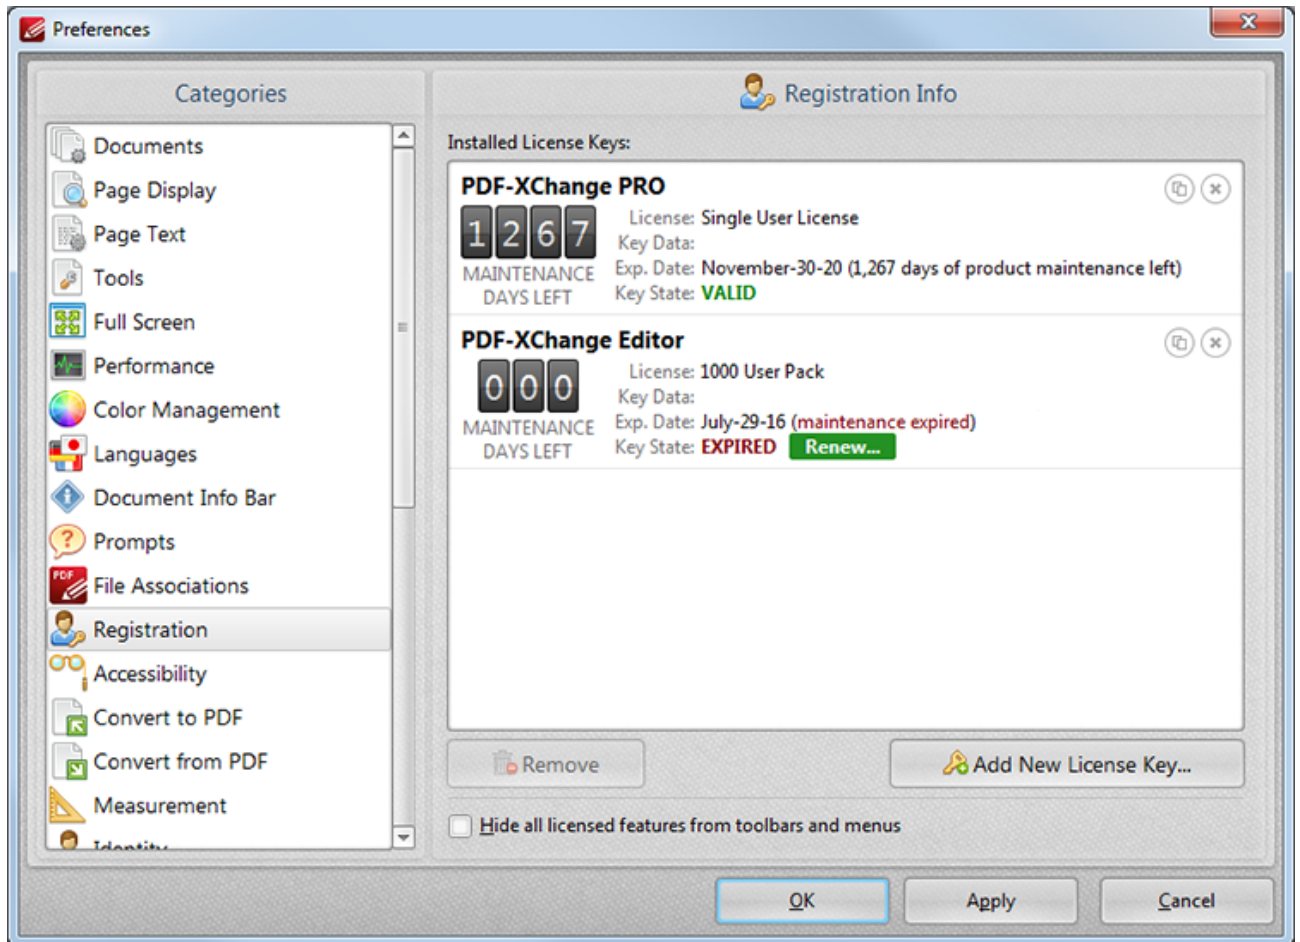 Preferences
Categories
Documents
Page Display
Page Text
Tools
Full Screen
Performance
Color Management
Languages
Document Info Bar
?
Prompts
PDF
File Associations
Registration
Accessibility
Convert to PDF
Convert from PDF
Measurement
Identity
Registration Info
Installed License Keys:
PDF-XChange PRO
1267
MAINTENANCE
DAYS LEFT
License: Single User License
Key Data:
Exp. Date: November-30-20 (1,267 days of product maintenance left)
Key State: VALID
PDF-XChange Editor
000
MAINTENANCE
DAYS LEFT
License: 1000 User Pack
Key Data:
Exp. Date: July-29-16 (maintenance expired)
Key State: EXPIRED Renew...
Remove
Add New License Key...
Hide all licensed features from toolbars and menus
OK
Apply
Cancel